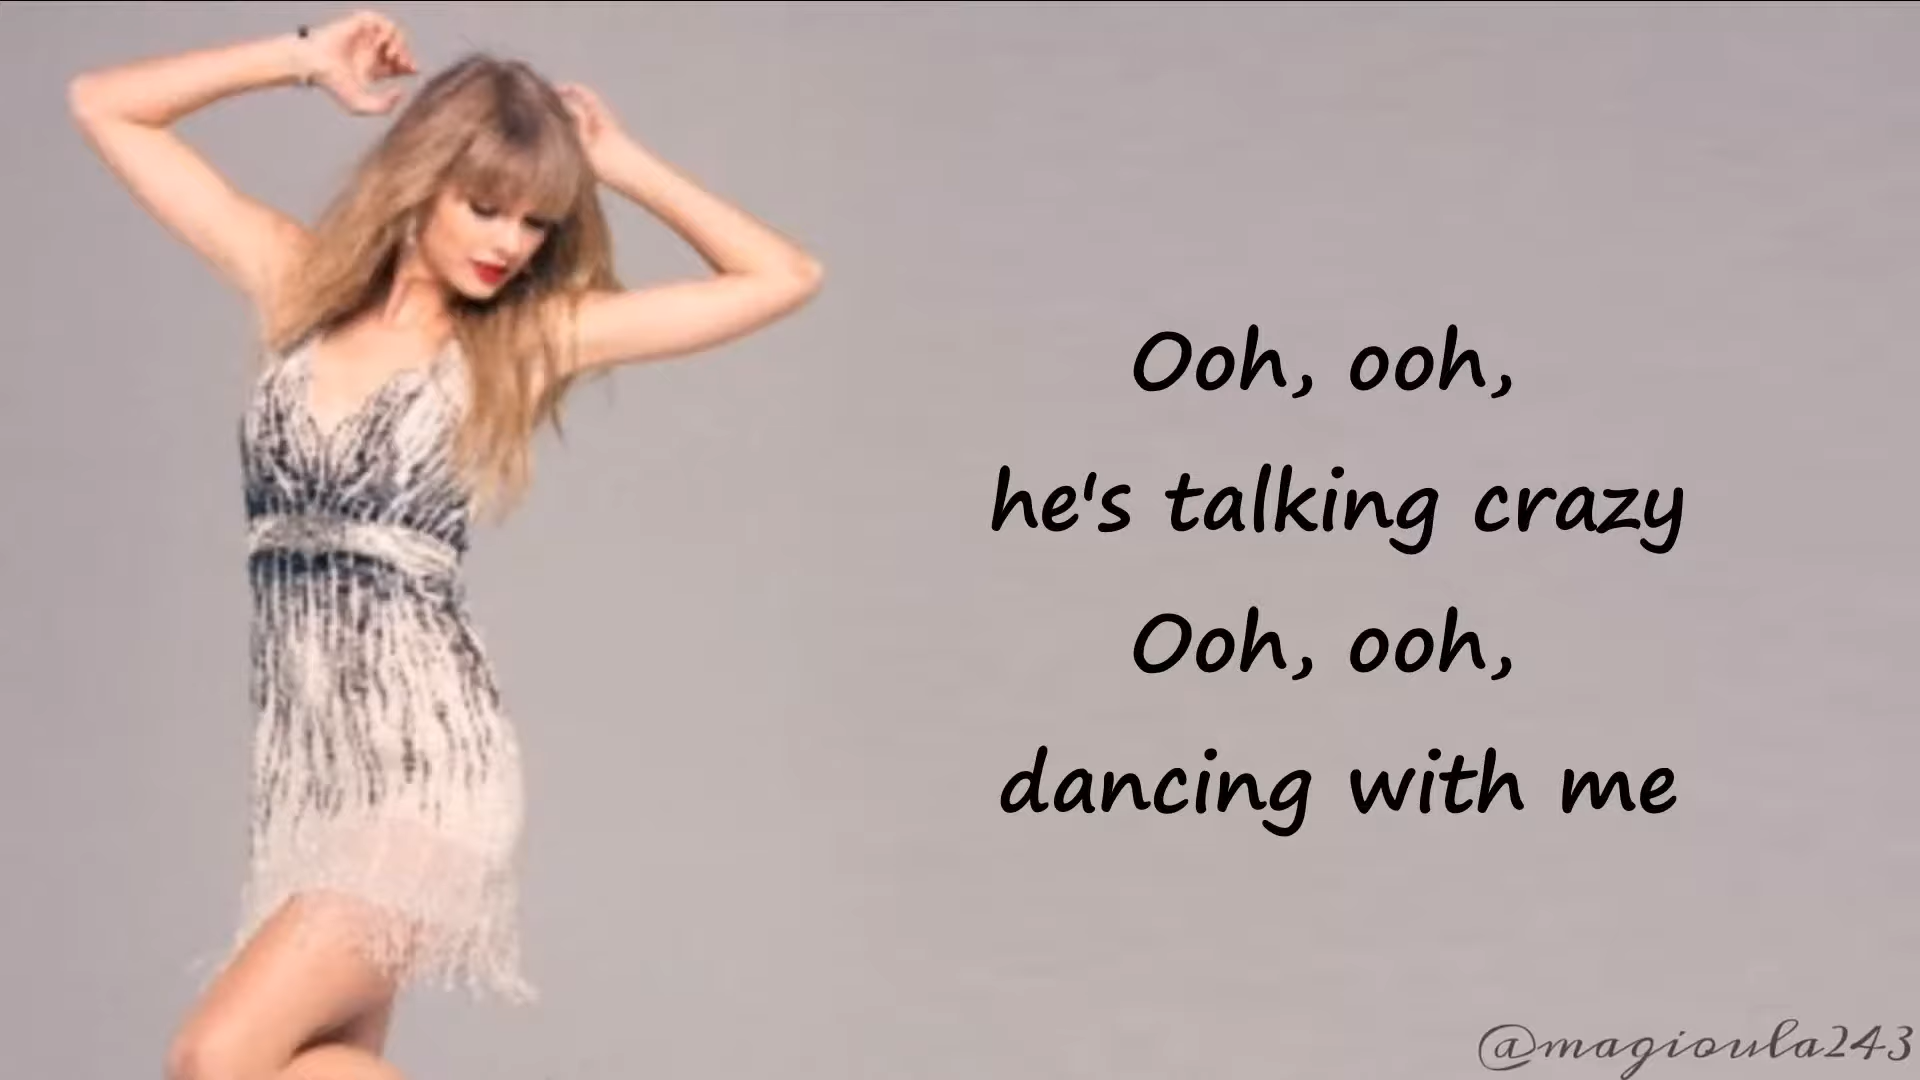 Ooh, ooh,
he's talking crazy
Ooh, ooh,
dancing with me
@magioula243